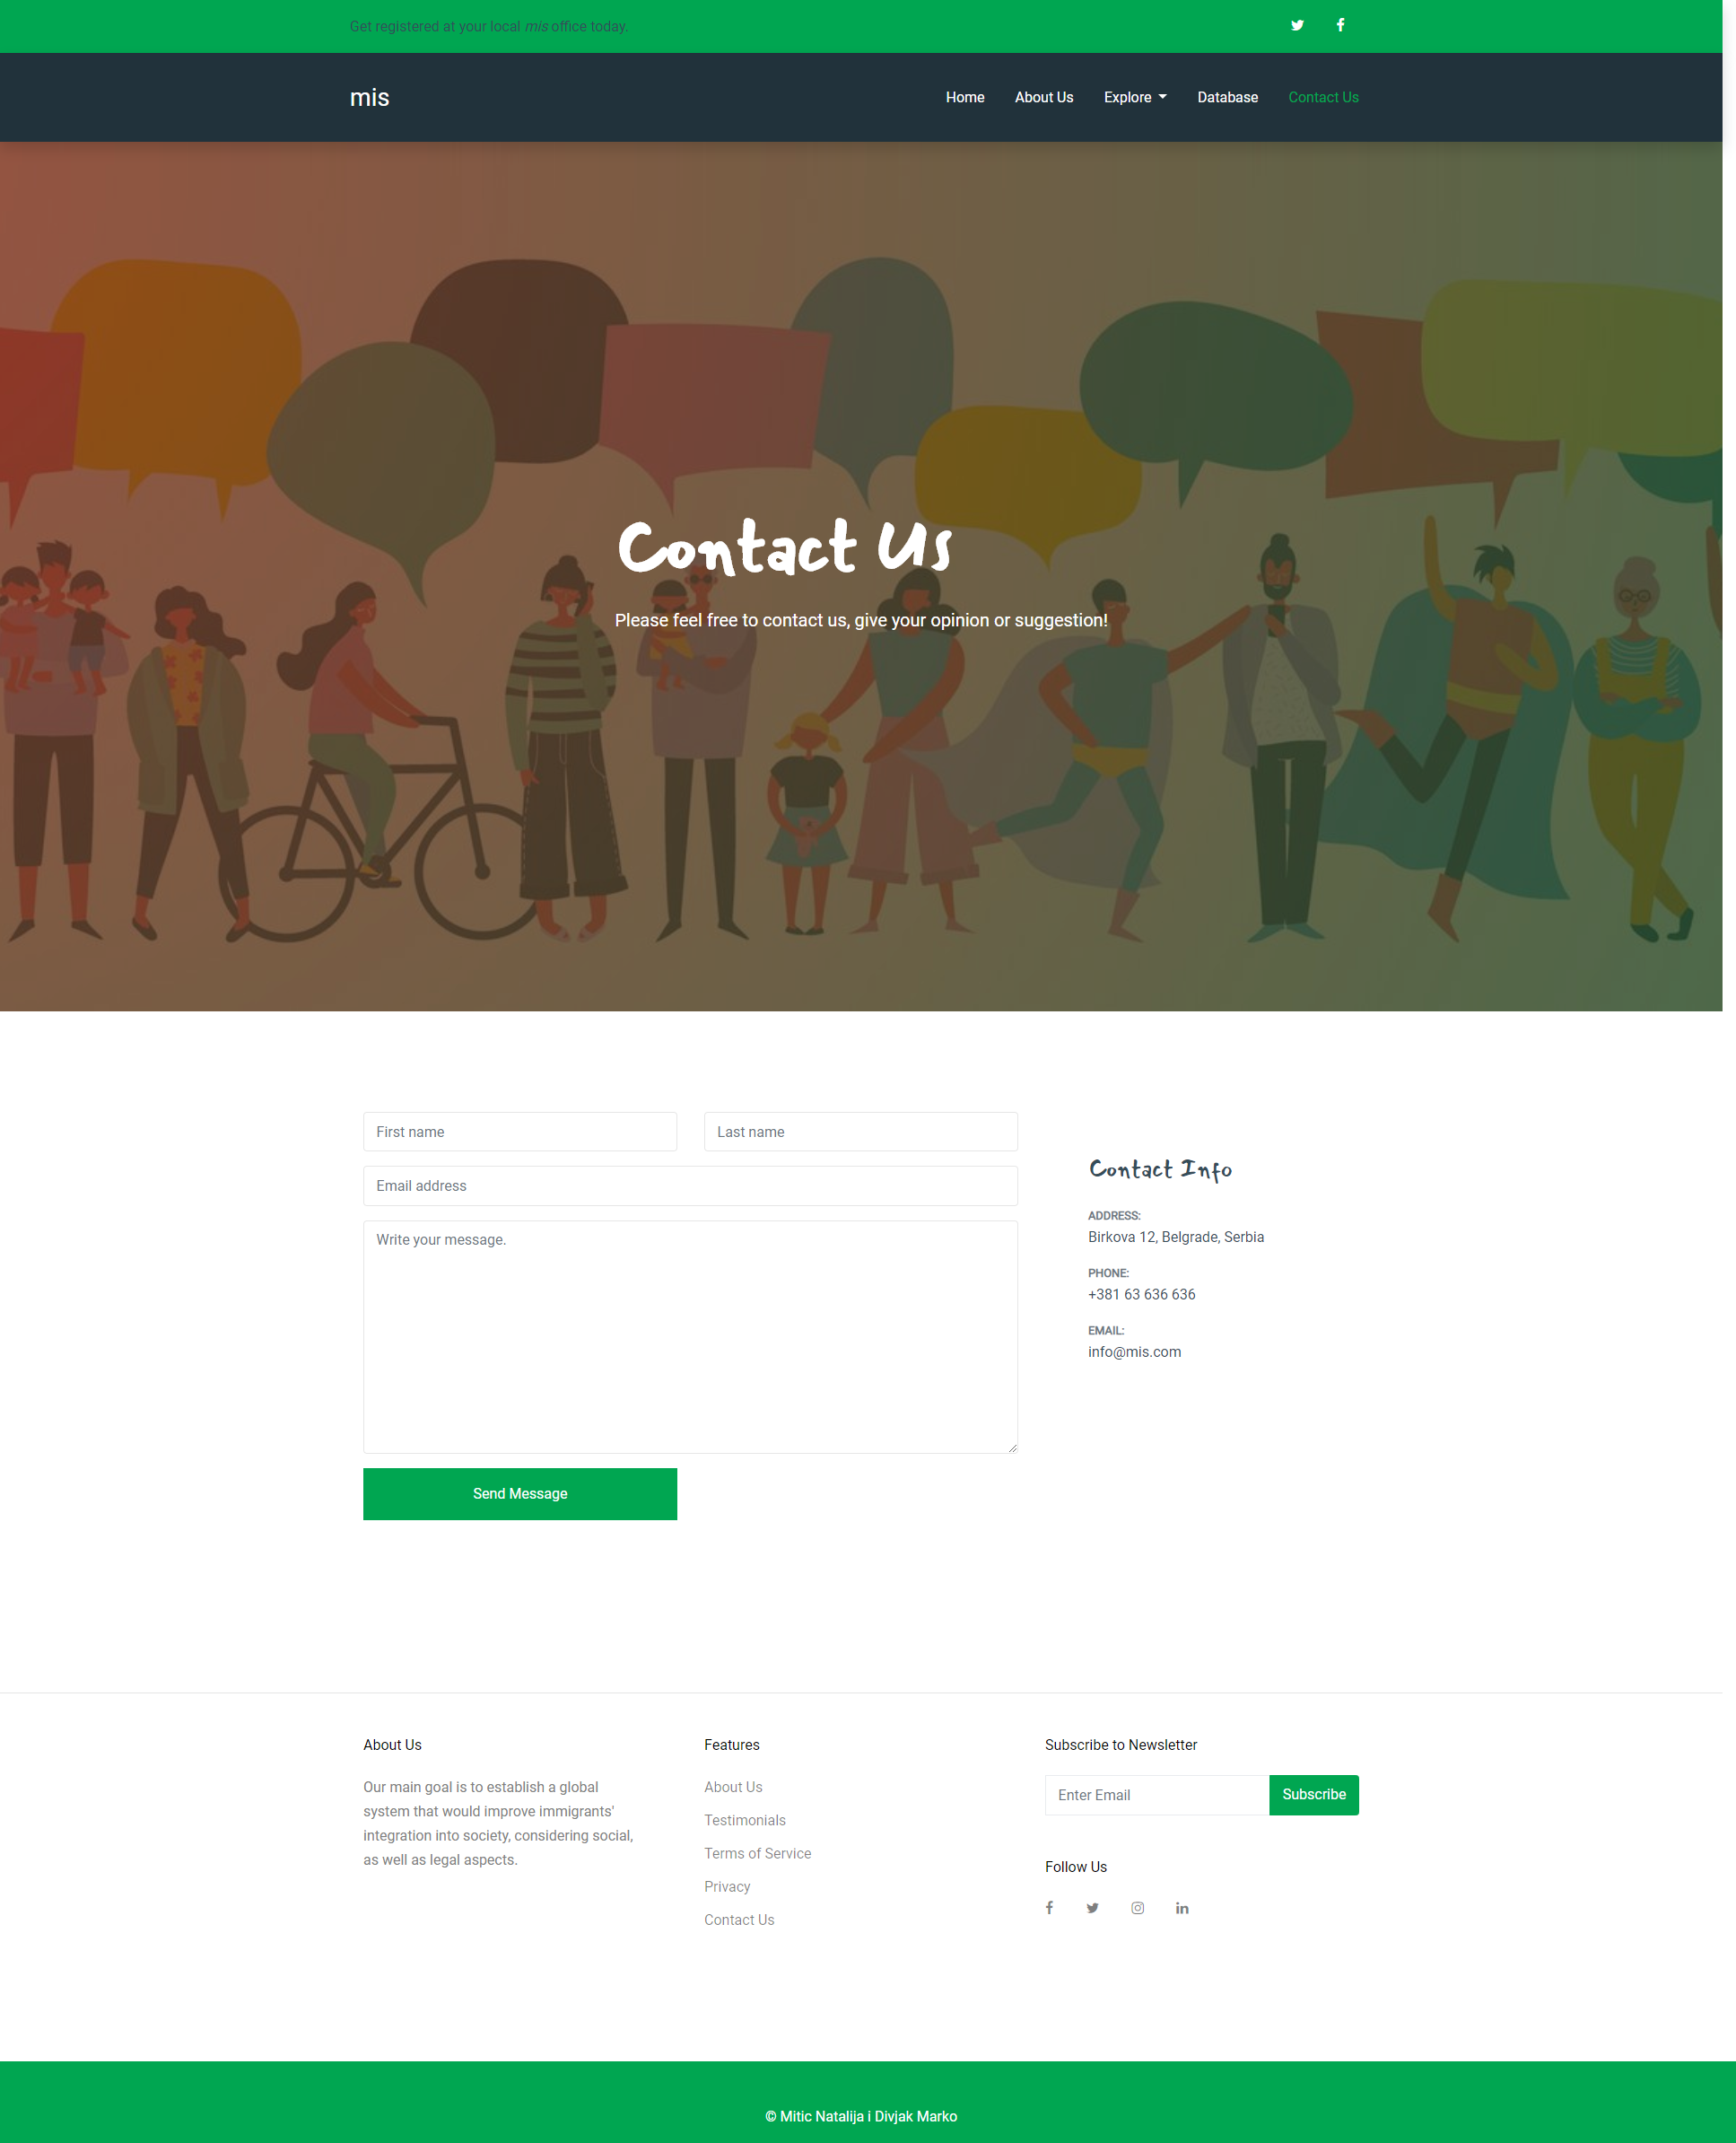 Get registered at your local mis office today.
mis
Home About Us Explore Database Contact Us
Contact Us
Please feel free to contact us, give your opinion or suggestion!
First name
Last name
Email address
Write your message.
Send Message
Contact Info
ADDRESS:
Birkova 12, Belgrade, Serbia
PHONE:
+381 63 636 636
EMAIL:
info@mis.com
About Us
Our main goal is to establish a global
system that would improve immigrants'
integration into society, considering social,
as well as legal aspects.
Features
About Us
Testimonials
Terms of Service
Privacy
Contact Us
Subscribe to Newsletter
Enter Email
Subscribe
Follow Us
© Mitic Natalija i Divjak Marko